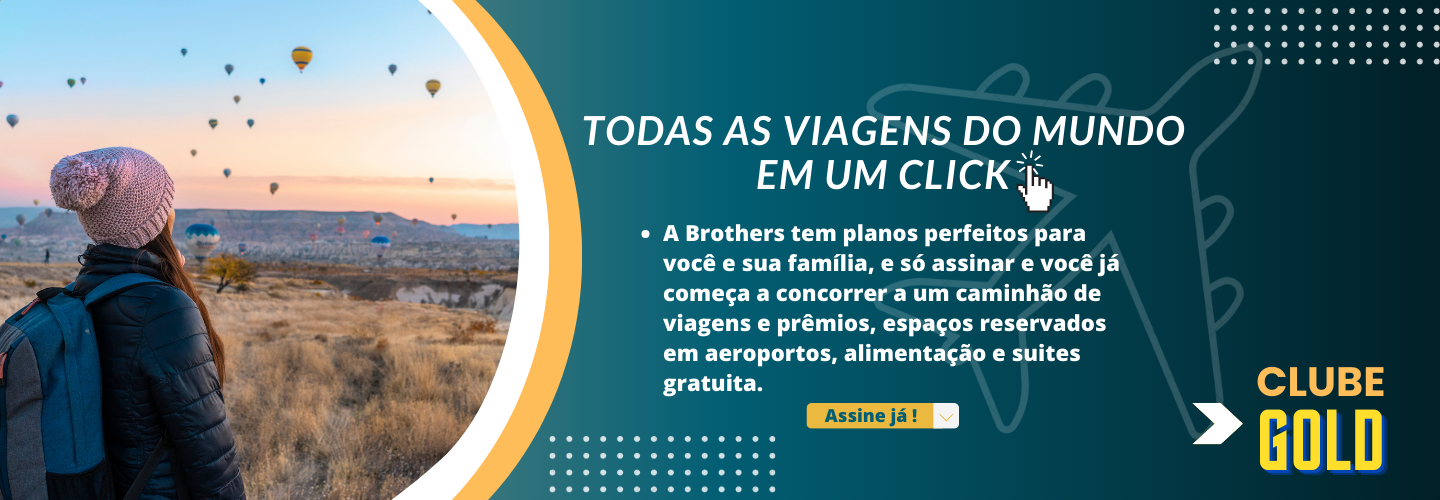 TODAS AS VIAGENS DO MUNDO
EM UM CLICK
• A Brothers tem planos perfeitos para
você e sua família, e só assinar e você já
começa a concorrer a um caminhão de
viagens e prêmios, espaços reservados
em aeroportos, alimentação e suites
gratuita.
Assine já !
CLUBE
GOLD